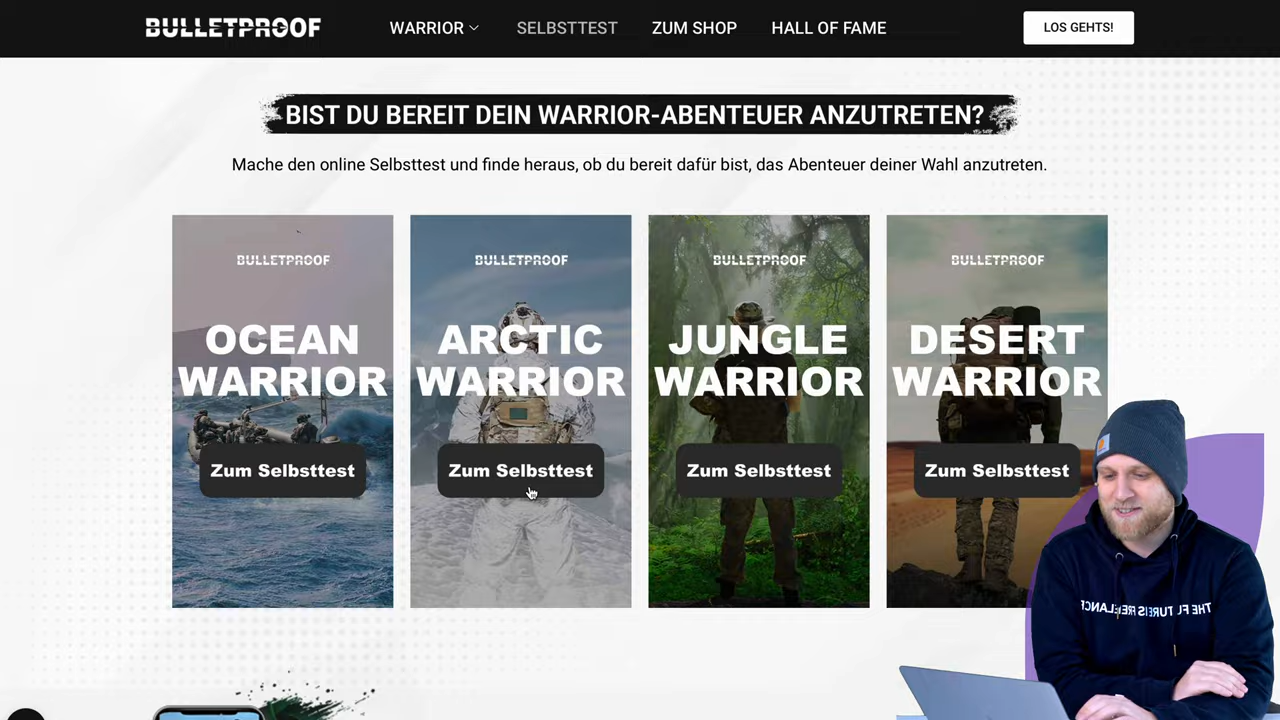 BULLETPROOF
WARRIOR
SELBSTTEST
ZUM SHOP
HALL OF FAME
LOS GEHTS!
BIST DU BEREIT DEIN WARRIOR-ABENTEUER ANZUTRETEN?
Mache den online Selbsttest und finde heraus, ob du bereit dafür bist, das Abenteuer deiner Wahl anzutreten.
BULLETPROOF
OCEAN
WARRIOR
Zum Selbsttest
BULLETPROOF
ARCTIC
WARRIOR
Zum Selbsttest
BULLETPROOF
JUNGLE
WARRIOR
Zum Selbsttest
BULLETPROOF
DESERT
WARRIOR
Zum Selbsttest